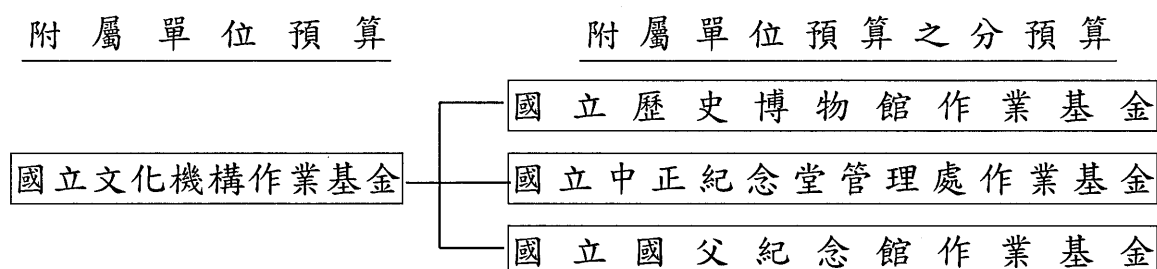 附屬單位預算
附屬單位預算之分預算
國立歷史博物館作業基金
國立文化機構作業基金
國立中正紀念堂管理處作業基金
國立國父紀念館作業基金